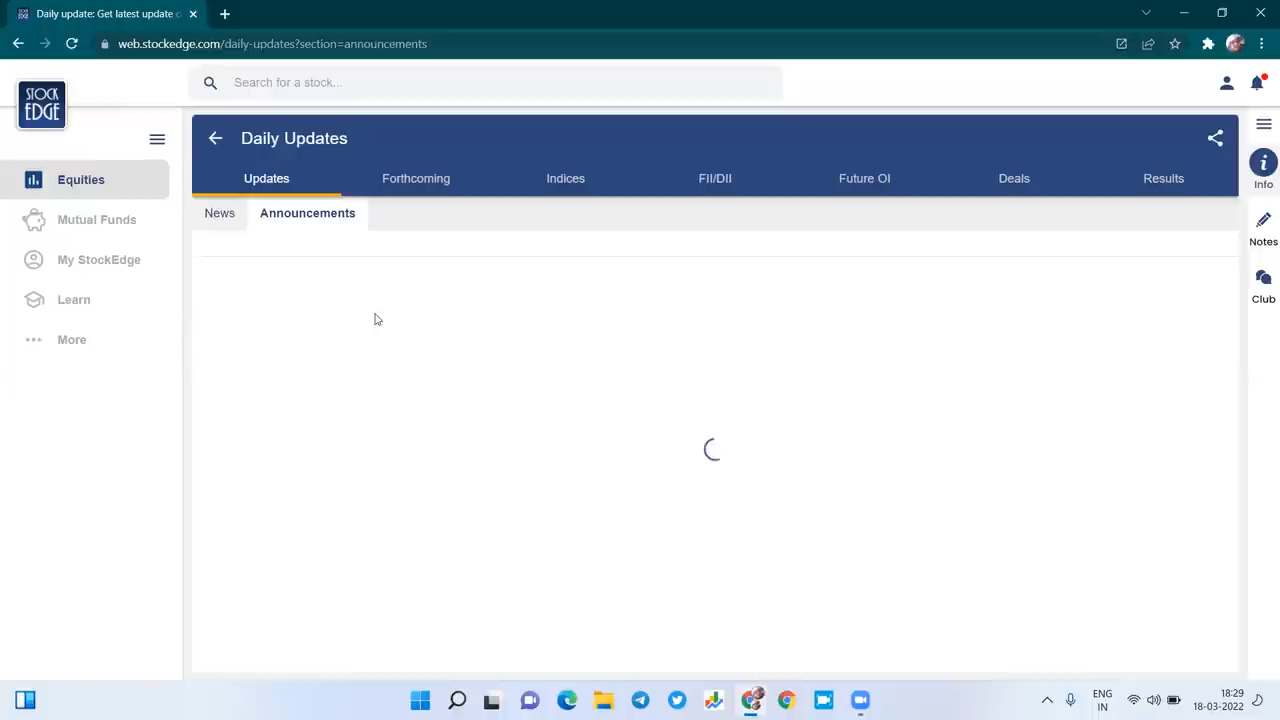 Daily update: Get latest update o
web.stockedge.com/daily-updates?section=announcements
STOCK
EDGE
Search for a stock...
Daily Updates
Updates
Forthcoming
Indices
FII/DII
Future OI
Deals
Results
News
Announcements
Equities
Mutual Funds
My StockEdge
Learn
More
Info
Notes
Club
ENG
IN
18:29
18-03-2022